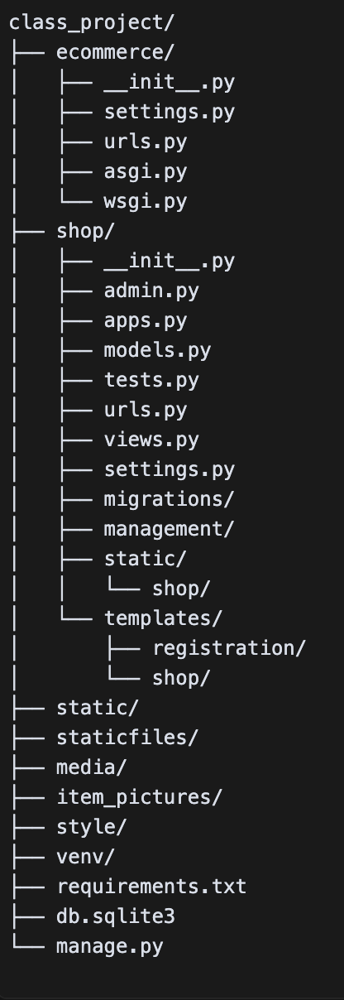 class_project/
├── ecommerce/
│   ├── __init__.py
│   ├── settings.py
│   ├── urls.py
│   ├── asgi.py
│   └── wsgi.py
├── shop/
│   ├── __init__.py
│   ├── admin.py
│   ├── apps.py
│   ├── models.py
│   ├── tests.py
│   ├── urls.py
│   ├── views.py
│   ├── settings.py
│   ├── migrations/
│   ├── management/
│   ├── static/
│   │   └── shop/
│   └── templates/
│       ├── registration/
│       └── shop/
├── static/
├── staticfiles/
├── media/
├── item_pictures/
├── style/
├── venv/
├── requirements.txt
├── db.sqlite3
└── manage.py